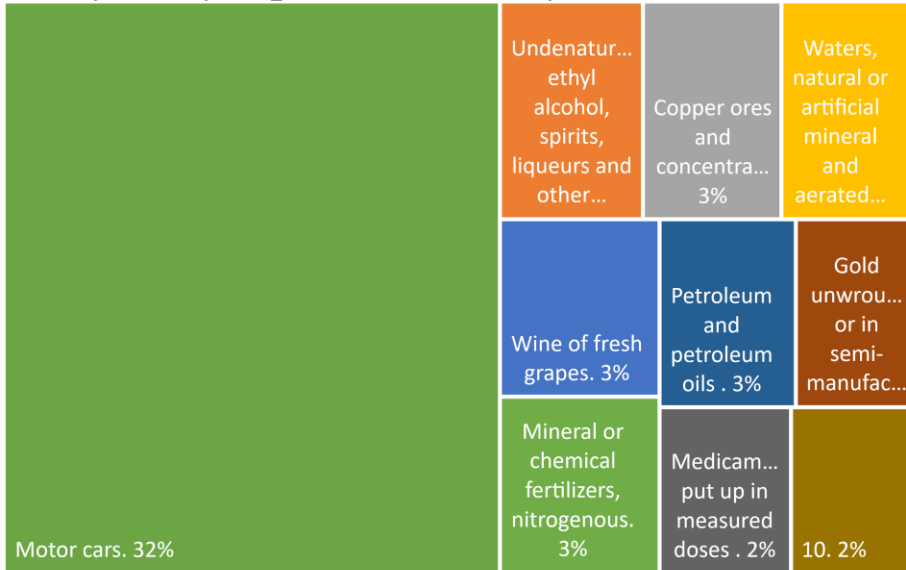 Motor cars. 32%
Undenatur...
ethyl
alcohol,
spirits,
liqueurs and
other...
Copper ores
and
concentra...
3%
Waters,
natural or
artificial
mineral
and
aerated...
Wine of fresh
grapes. 3%
Petroleum
and
petroleum
oils . 3%
Gold
unwrou...
or in
semi-
manufac...
Mineral or
chemical
fertilizers,
nitrogenous.
3%
Medicam...
put up in
measured
doses . 2%
10. 2%